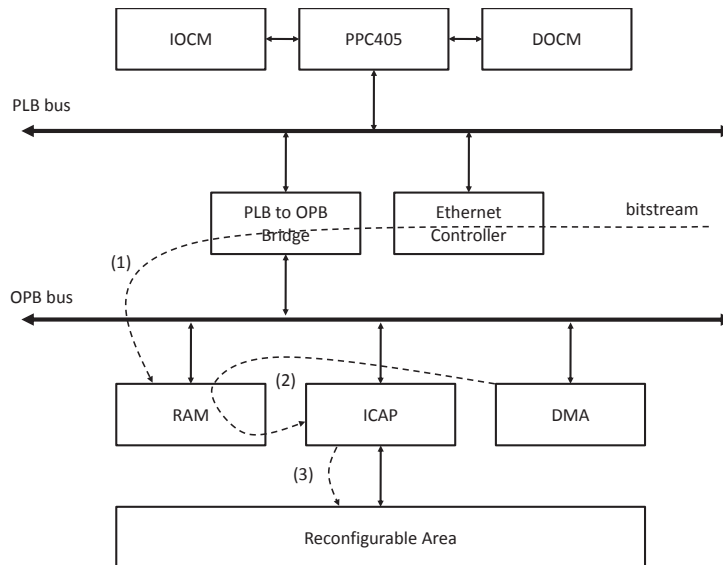 IOCM
PPC405
DOCM
PLB bus
PLB to OPB
Bridge
Ethernet
Controller
bitstream
(1)
OPB bus
(2)
RAM
ICAP
DMA
(3)
Reconfigurable Area